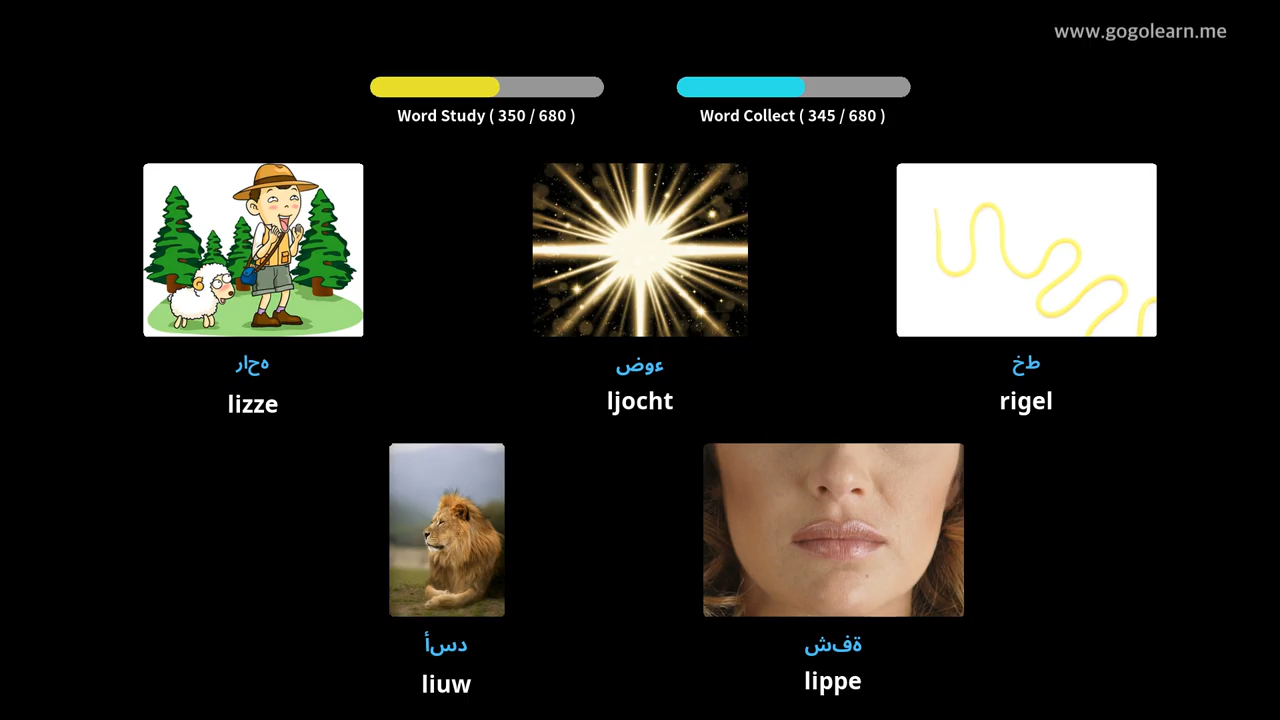 www.gogolearn.me
Word Study ( 350 / 680 )
Word Collect ( 345 / 680 )
هحار
lizze
ءوض
ljocht
طخ
rigel
دسأ
liuw
ةفش
lippe